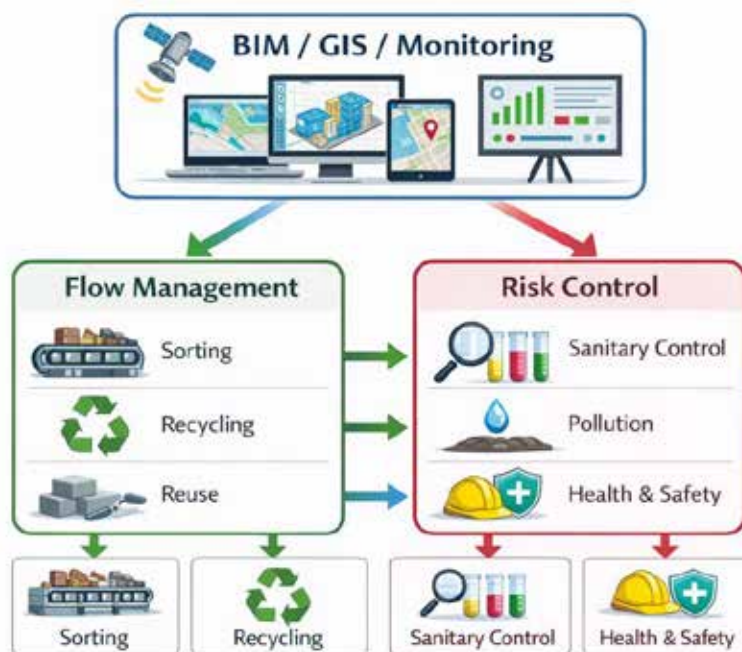 BIM / GIS / Monitoring
Flow Management
Sorting
Recycling
Reuse
Risk Control
Sanitary Control
Pollution
Health & Safety
Sorting
Recycling
Sanitary Control
Health & Safety